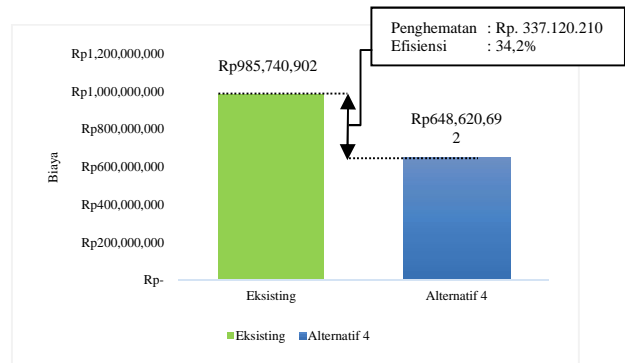 Penghematan : Rp. 337.120.210
Efisiensi : 34,2%
Rp1,200,000,000
Rp1,000,000,000
Rp800,000,000
Rp600,000,000
Rp400,000,000
Rp200,000,000
Rp-
Biaya
Rp985,740,902
Rp648,620,69
2
Eksisting
Alternatif 4
Eksisting Alternatif 4